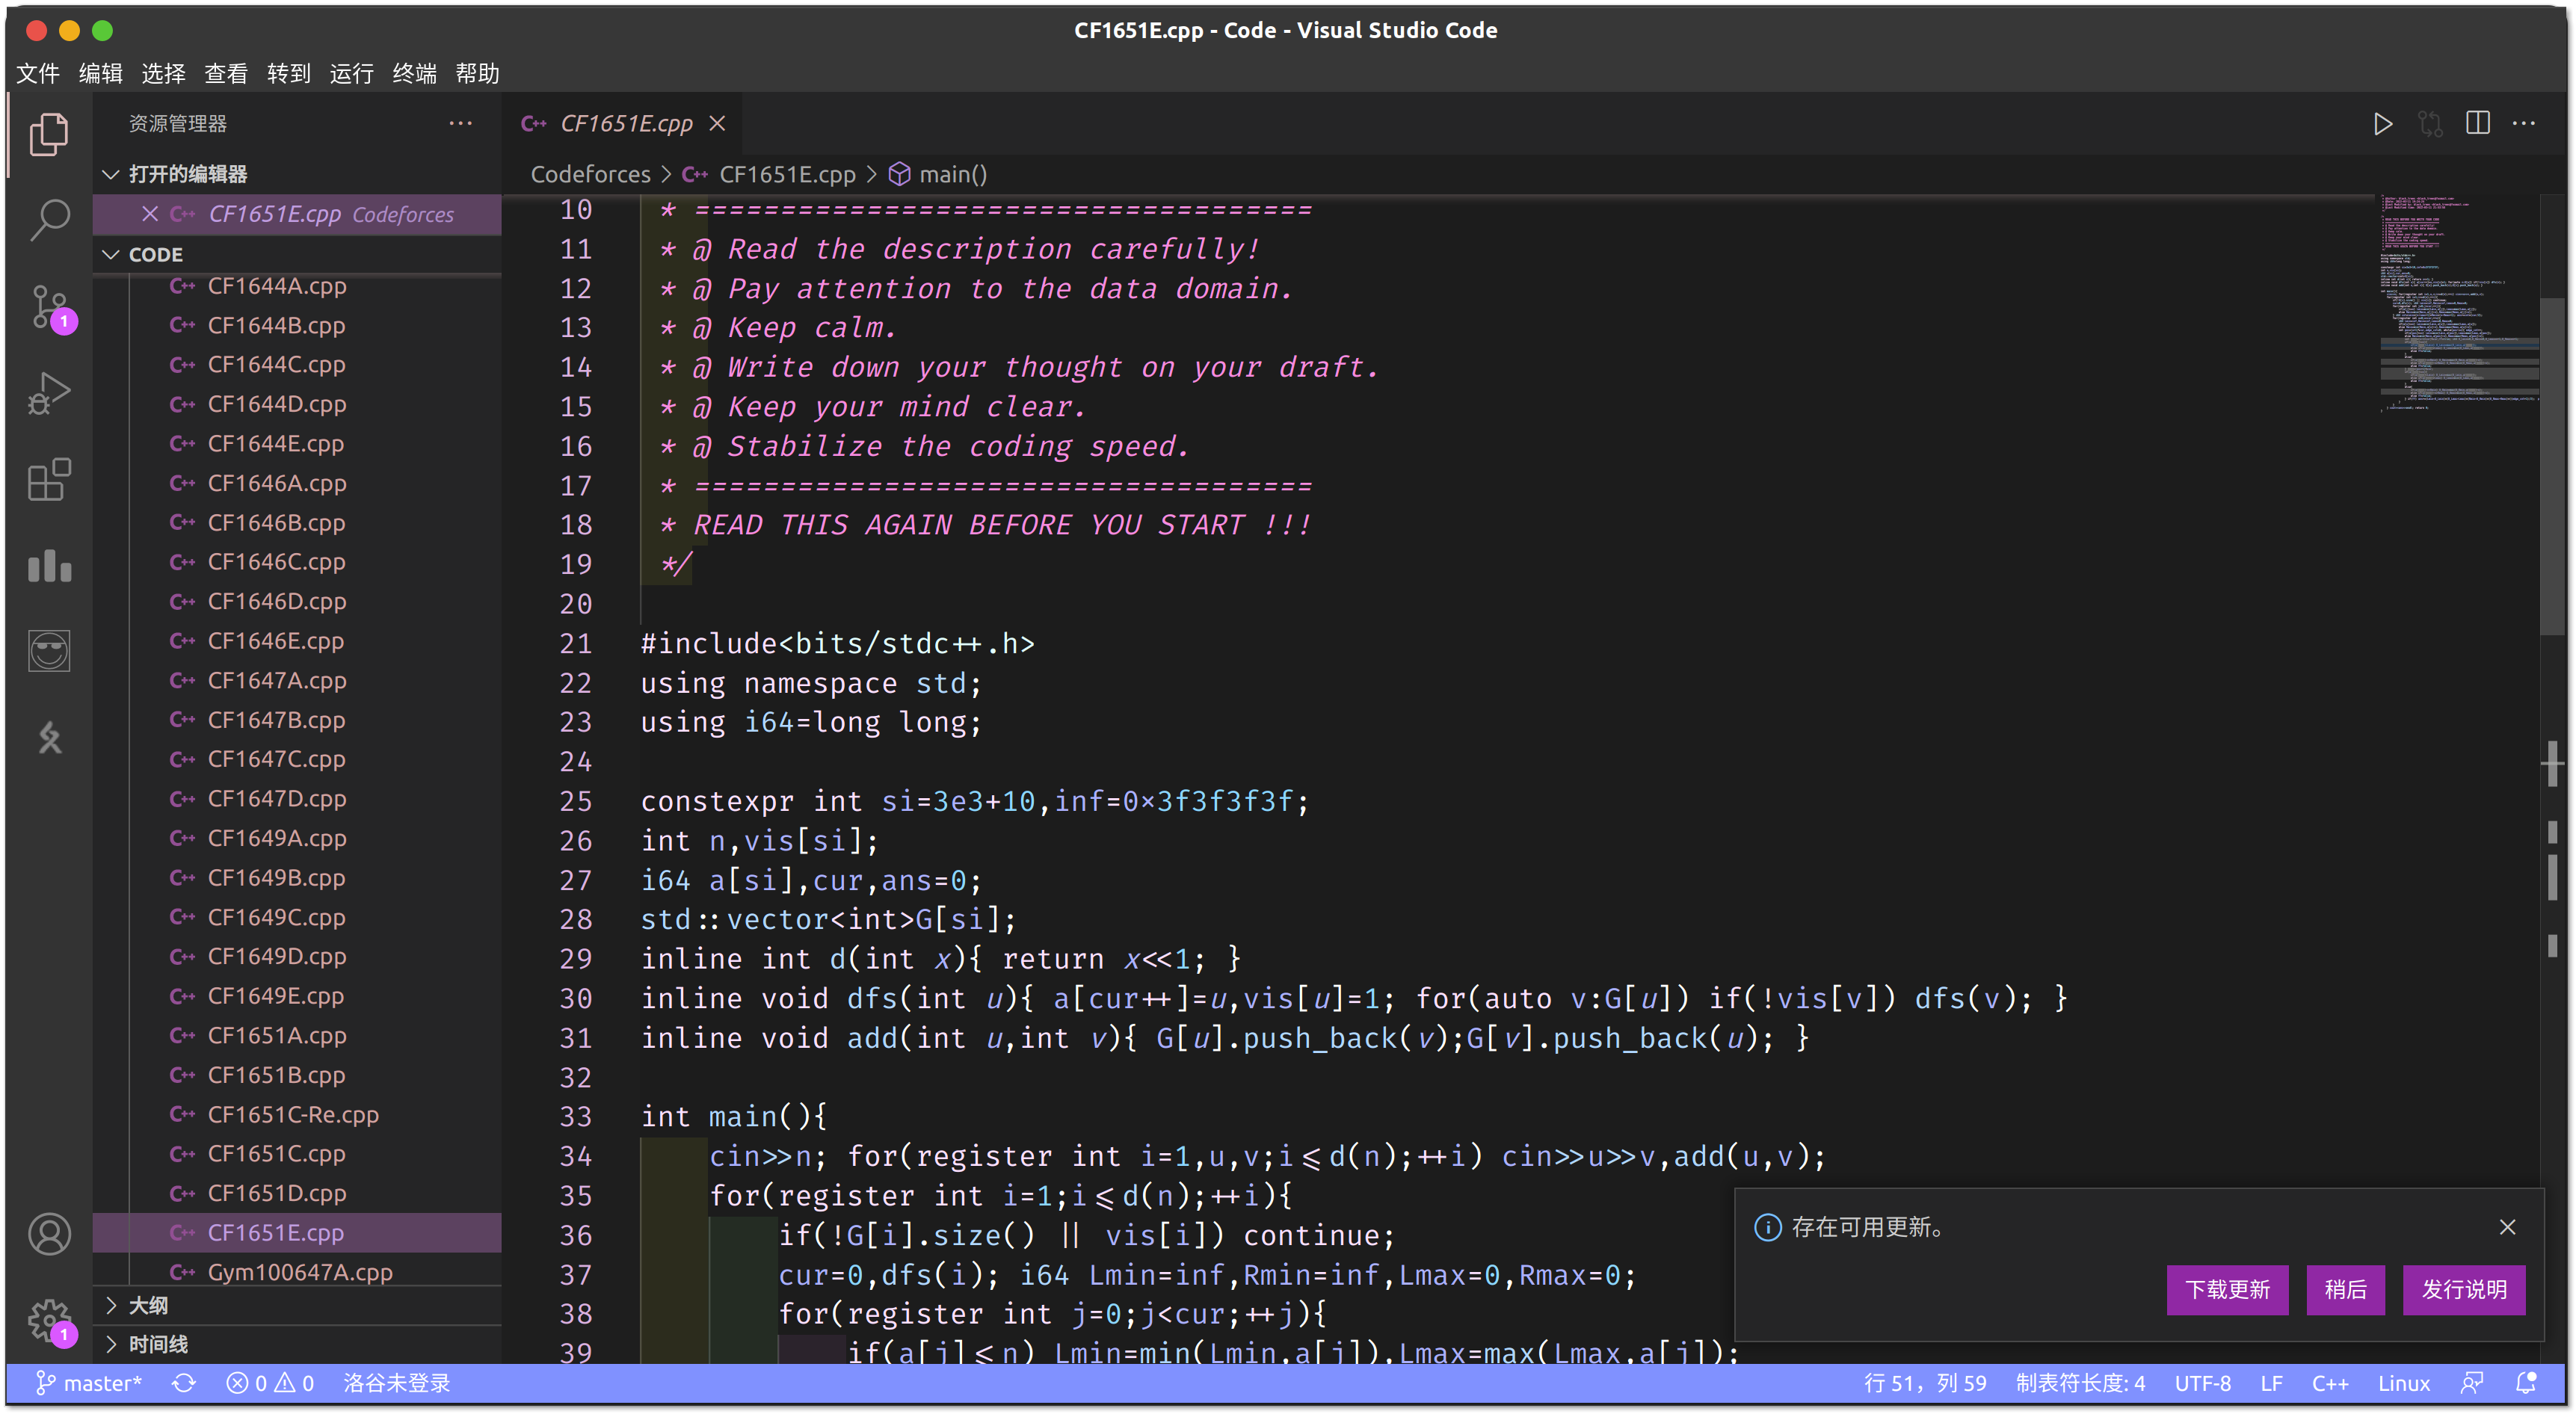 CF1651E.cpp - Code - Visual Studio Code
文件 编辑 选择 查看 转到 运行 终端 帮助
资源管理器
打开的编辑器
CF1651E.cpp Codeforces
CODE
CF1644A.cpp
CF1644B.cpp
CF1644C.cpp
CF1644D.cpp
CF1644E.cpp
CF1646A.cpp
CF1646B.cpp
CF1646C.cpp
CF1646D.cpp
CF1646E.cpp
CF1647A.cpp
CF1647B.cpp
CF1647C.cpp
CF1647D.cpp
CF1649A.cpp
CF1649B.cpp
CF1649C.cpp
CF1649D.cpp
CF1649E.cpp
CF1651A.cpp
CF1651B.cpp
CF1651C-Re.cpp
CF1651C.cpp
CF1651D.cpp
CF1651E.cpp
Gym100647A.cpp
大纲
时间线
CF1651E.cpp
Codeforces > CF1651E.cpp > main()
10 * ====================================
11 * @ Read the description carefully!
12 * @ Pay attention to the data domain.
13 * @ Keep calm.
14 * @ Write down your thought on your draft.
15 * @ Keep your mind clear.
16 * @ Stabilize the coding speed.
17 * ====================================
18 * READ THIS AGAIN BEFORE YOU START !!!
19 */
20
21 #include<bits/stdc++.h>
22 using namespace std;
23 using i64=long long;
24
25 constexpr int si=3e3+10,inf=0x3f3f3f3f;
26 int n,vis[si];
27 i64 a[si],cur,ans=0;
28 std::vector<int>G[si];
29 inline int d(int x){ return x<<1; }
30 inline void dfs(int u){ a[cur++]=u,vis[u]=1; for(auto v:G[u]) if(!vis[v]) dfs(v); }
31 inline void add(int u,int v){ G[u].push_back(v);G[v].push_back(u); }
32
33 int main(){
34 cin>>n; for(register int i=1,u,v;i<=d(n);++i) cin>>u>>v,add(u,v);
35 for(register int i=1;i<=d(n);++i){
36 if(!G[i].size() || vis[i]) continue;
37 cur=0,dfs(i); i64 Lmin=inf,Rmin=inf,Lmax=0,Rmax=0;
38 for(register int j=0;j<cur;++j){
39 if(a[j]<=n) Lmin=min(Lmin,a[j]),Lmax=max(Lmax,a[j]);
存在可用更新。
下载更新 稍后 发行说明
1
1
master* 0 0 洛谷未登录 行 51，列 59 制表符长度: 4 UTF-8 LF C++ Linux